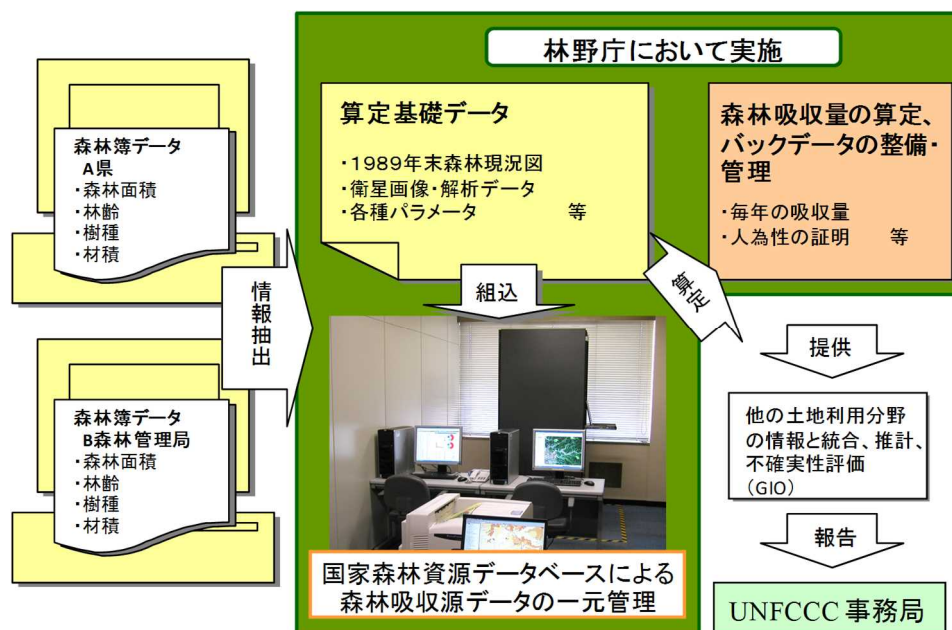 林野庁において実施
森林簿データ
A県
・森林面積
・林齢
・樹種
・材積
森林簿データ
B森林管理局
・森林面積
・林齢
・樹種
・材積
情報抽出
算定基礎データ
・1989年末森林現況図
・衛星画像・解析データ
・各種パラメータ　　等
組込
国家森林資源データベースによる
森林吸収源データの一元管理
算定
森林吸収量の算定、
バックデータの整備・
管理
・毎年の吸収量
・人為性の証明　　等
提供
他の土地利用分野
の情報と統合、推計、
不確実性評価
（GIO）
報告
UNFCCC 事務局